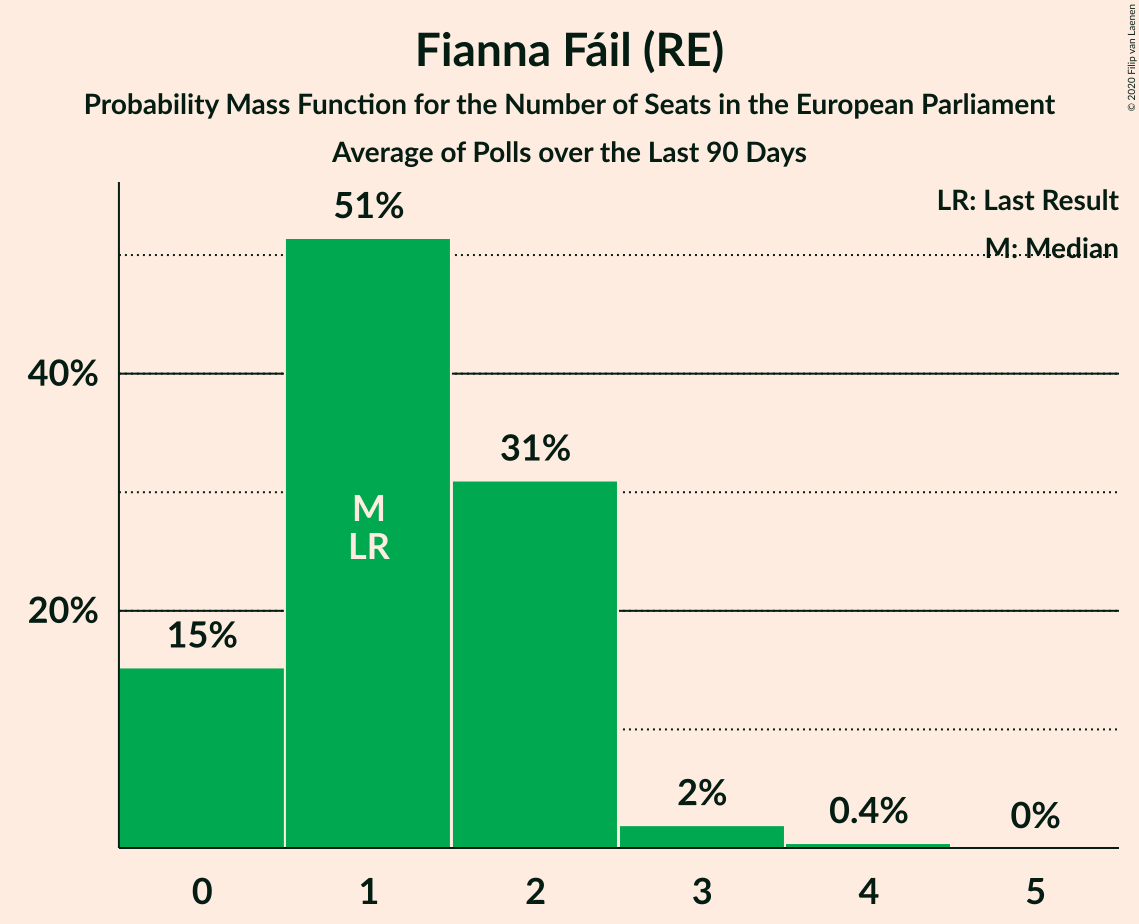 Fianna Fáil (RE)
Probability Mass Function for the Number of Seats in the European Parliament
Average of Polls over the Last 90 Days
© 2020 Filip van Laenen
LR: Last Result
M: Median
51%
40%
31%
M
LR
20%
15%
2%
0.4%
0%
0 1 2 3 4 5